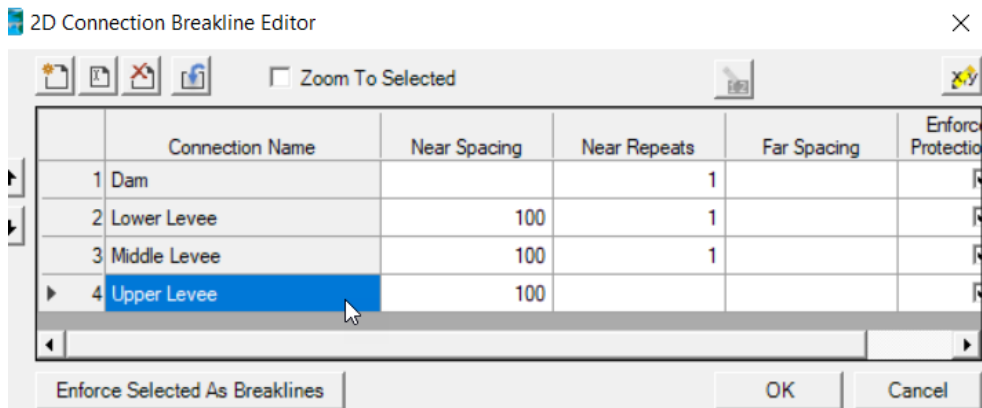 2D Connection Breakline Editor
Zoom To Selected
x,y
Connection Name Near Spacing Near Repeats Far Spacing Enforce Protectio
1 Dam 1
2 Lower Levee 100 1
3 Middle Levee 100 1
4 Upper Levee 100
Enforce Selected As Breaklines OK Cancel